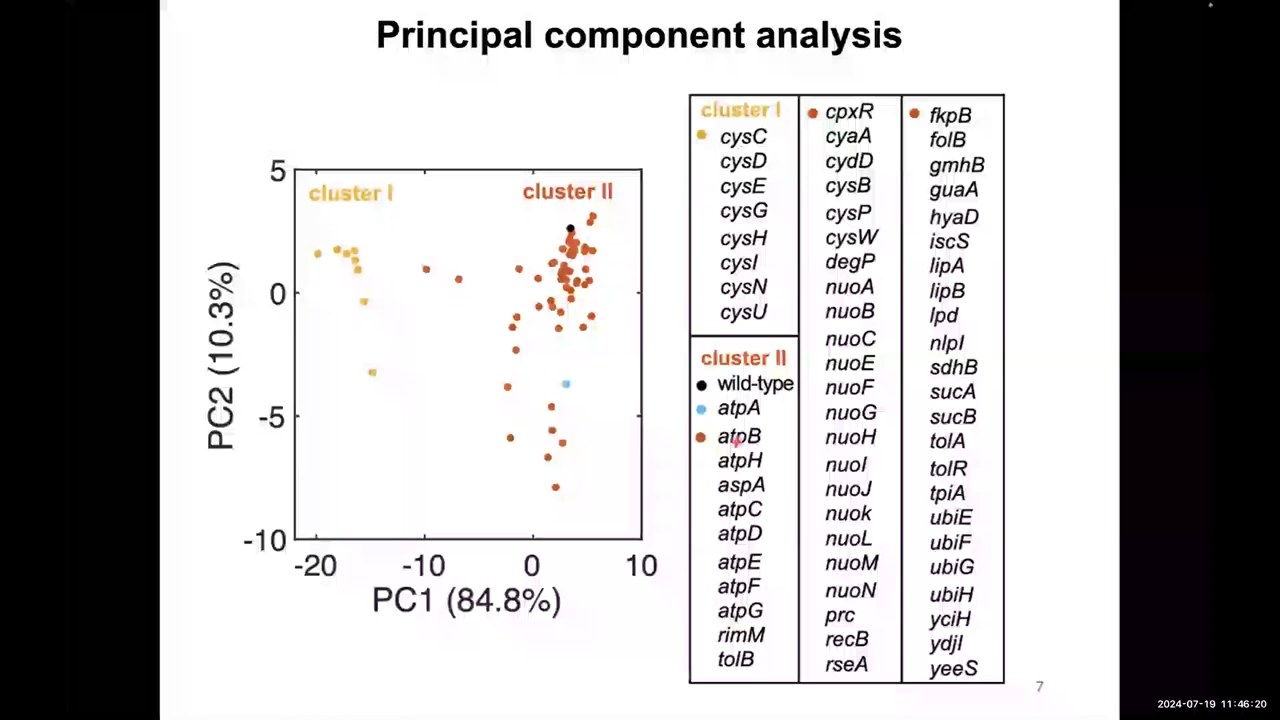 Principal component analysis
cluster I
cluster II
5
0
-5
-10
-20
-10
0
10
PC2 (10.3%)
PC1 (84.8%)
cluster I
cysC
cysD
cysE
cysG
cysH
cysI
cysN
cysU
cluster II
wild-type
atpA
atpB
atpH
aspA
atpC
atpD
atpE
atpF
atpG
rimM
tolB
cpxR
cyaA
cydD
cysB
cysP
cysW
degP
nuoA
nuoB
nuoC
nuoE
nuoF
nuoG
nuoH
nuoI
nuoJ
nuok
nuoL
nuoM
nuoN
prc
recB
rseA
fkpB
folB
gmhB
guaA
hyaD
iscS
lipA
lipB
lpd
nlpI
sdhB
sucA
sucB
tolA
tolR
tpiA
ubiE
ubiF
ubiG
ubiH
yciH
ydjI
yeeS
7
2024-07-19 11:46:20